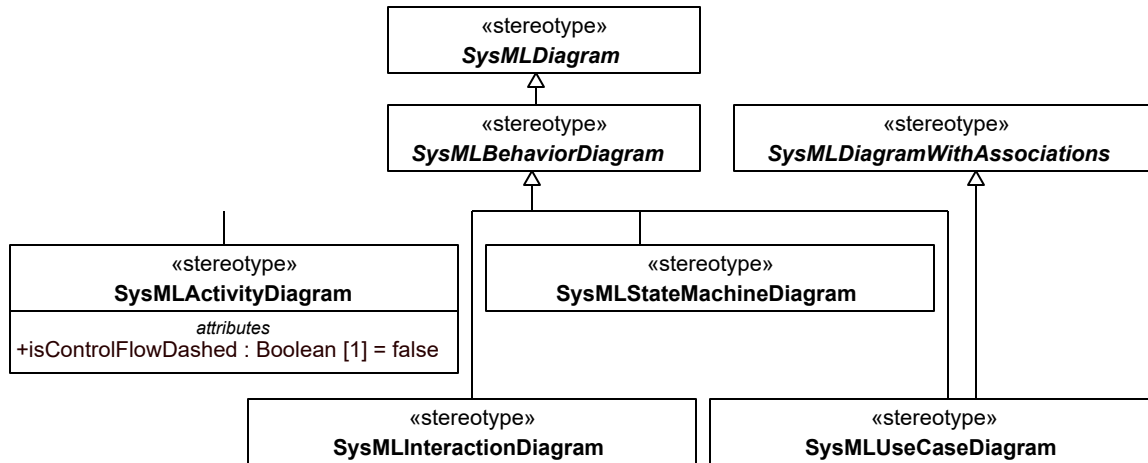 «stereotype»
SysMLDiagram
«stereotype»
SysMLBehaviorDiagram
«stereotype»
SysMLDiagramWithAssociations
«stereotype»
SysMLActivityDiagram
attributes
+isControlFlowDashed : Boolean [1] = false
«stereotype»
SysMLStateMachineDiagram
«stereotype»
SysMLInteractionDiagram
«stereotype»
SysMLUseCaseDiagram